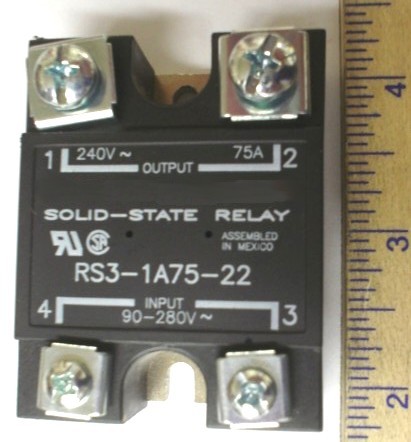 1 240V~ 75A 2
OUTPUT
SOLID-STATE RELAY
ASSEMBLED
IN MEXICO
RS3-1A75-22
4 INPUT 3
90-280V~
4
3
2